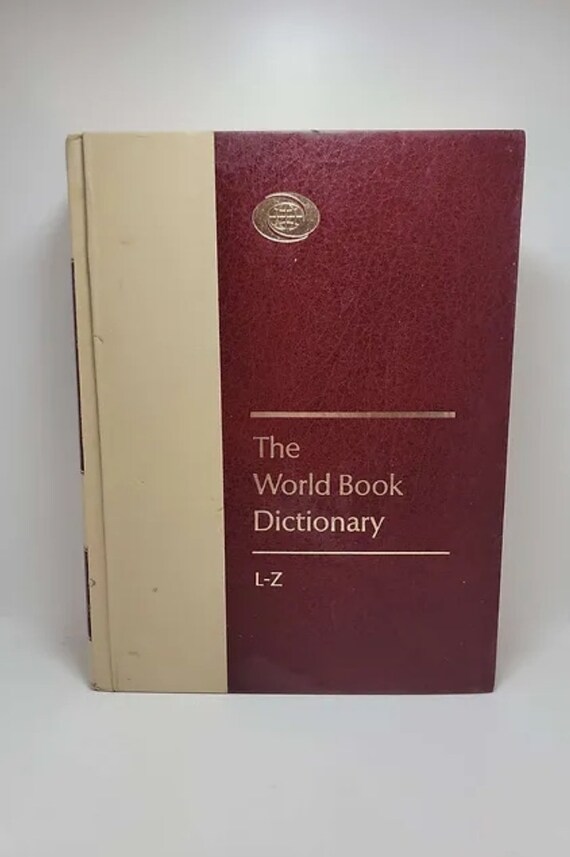 The
World Book
Dictionary
L-Z